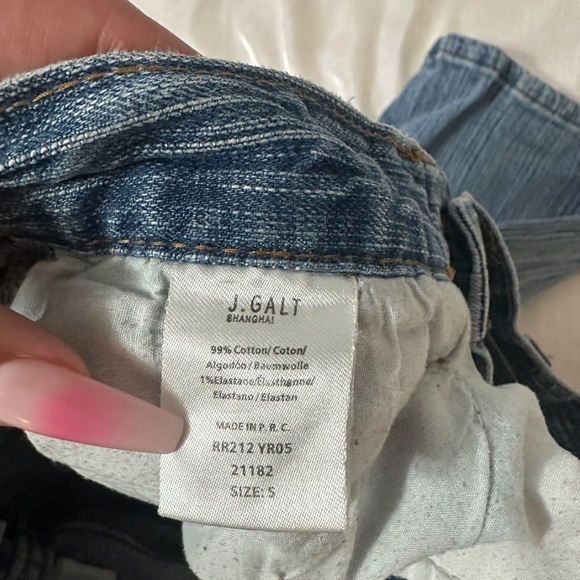 J.GALT
SHANGHAI
99% Cotton/Coton/
Algodón/Baumwolle
1%Elastane/Elasthanne/
Elastano/Elastan
MADE IN P. R. C.
RR212 YR05
21182
SIZE: S